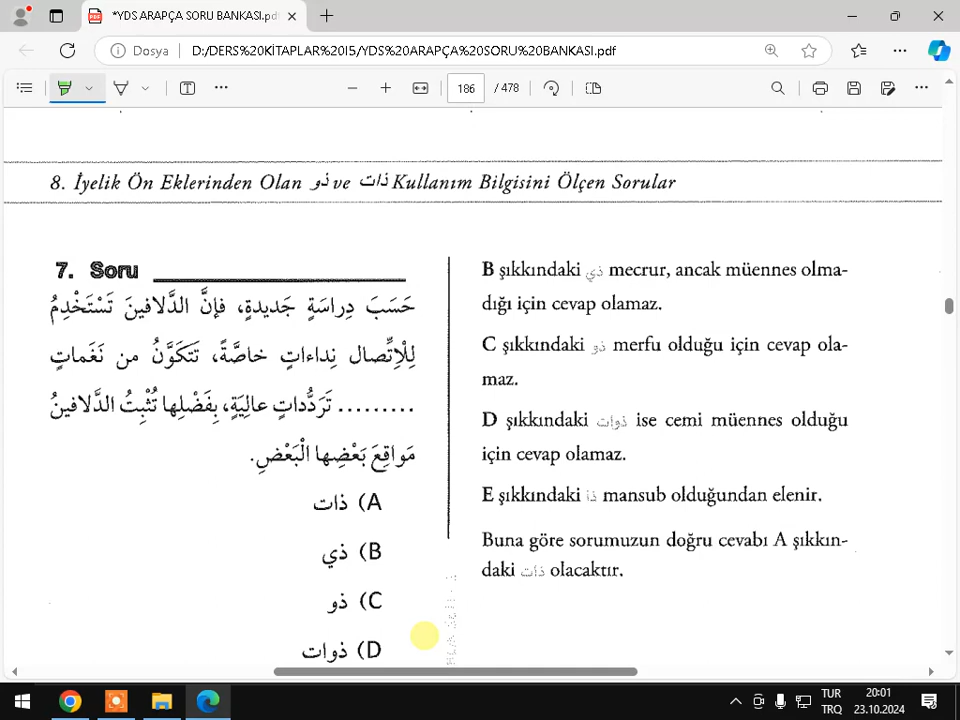 *YDS ARAPÇA SORU BANKASI.pdf
Dosya D:/DERS%20KİTAPLAR%20I5/YDS%20ARAPÇA%20SORU%20BANKASI.pdf
186 / 478
8. İyelik Ön Eklerinden Olan ذو ve ذات Kullanım Bilgisini Ölçen Sorular
7. Soru
حَسَبَ دِراسَةٍ جَديدةٍ، فإنَّ الدَّلافينَ تَسْتَخْدِمُ
لِلْاِتِّصال نِداءاتٍ خاصَّةً، تَتَكَوَّنُ من نَغَماتٍ
......... تَرَدُّداتٍ عالِيَةٍ، بِفَضْلِها تُثْبِتُ الدَّلافينُ
مَواقِعَ بَعْضِها الْبَعْضِ.
A) ذات
B) ذي
C) ذو
D) ذوات
B şıkkındaki ذي mecrur, ancak müennes olma-
dığı için cevap olamaz.
C şıkkındaki ذو merfu olduğu için cevap ola-
maz.
D şıkkındaki ذوات ise cemi müennes olduğu
için cevap olamaz.
E şıkkındaki ذا mansub olduğundan elenir.
Buna göre sorumuzun doğru cevabı A şıkkın-
daki ذات olacaktır.
TUR
TRQ
20:01
23.10.2024